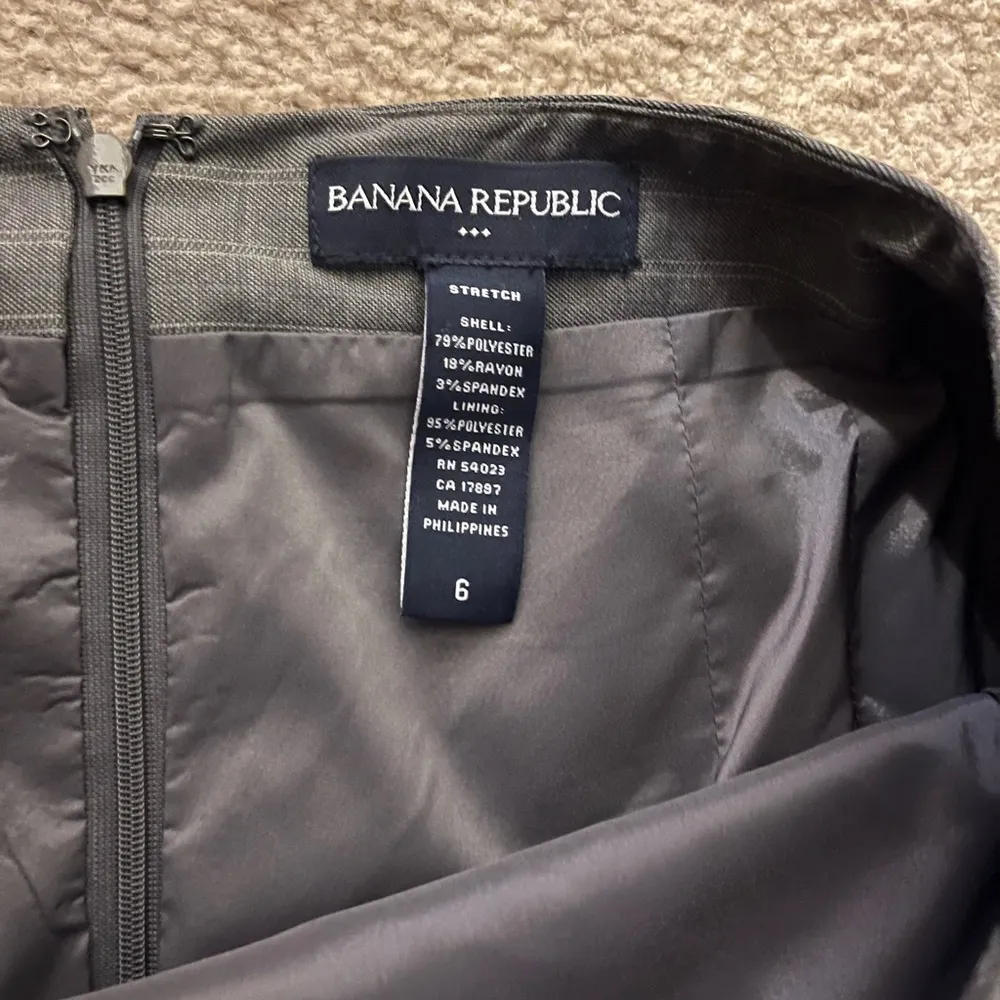 BANANA REPUBLIC
STRETCH
SHELL:
79%POLYESTER
18%RAYON
3%SPANDEX
LINING:
95%POLYESTER
5%SPANDEX
RN 54023
CA 17897
MADE IN
PHILIPPINES
6
YKK